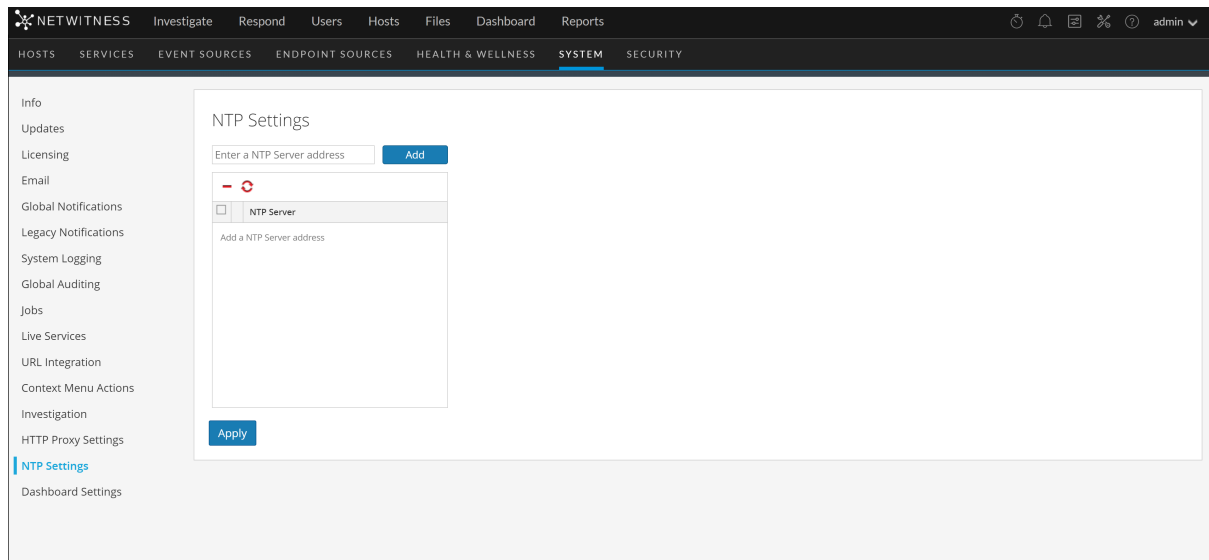 NETWITNESS Investigate Respond Users Hosts Files Dashboard Reports admin
HOSTS SERVICES EVENT SOURCES ENDPOINT SOURCES HEALTH & WELLNESS SYSTEM SECURITY
Info
Updates
Licensing
Email
Global Notifications
Legacy Notifications
System Logging
Global Auditing
Jobs
Live Services
URL Integration
Context Menu Actions
Investigation
HTTP Proxy Settings
NTP Settings
Dashboard Settings
NTP Settings
Enter a NTP Server address Add
NTP Server
Add a NTP Server address
Apply